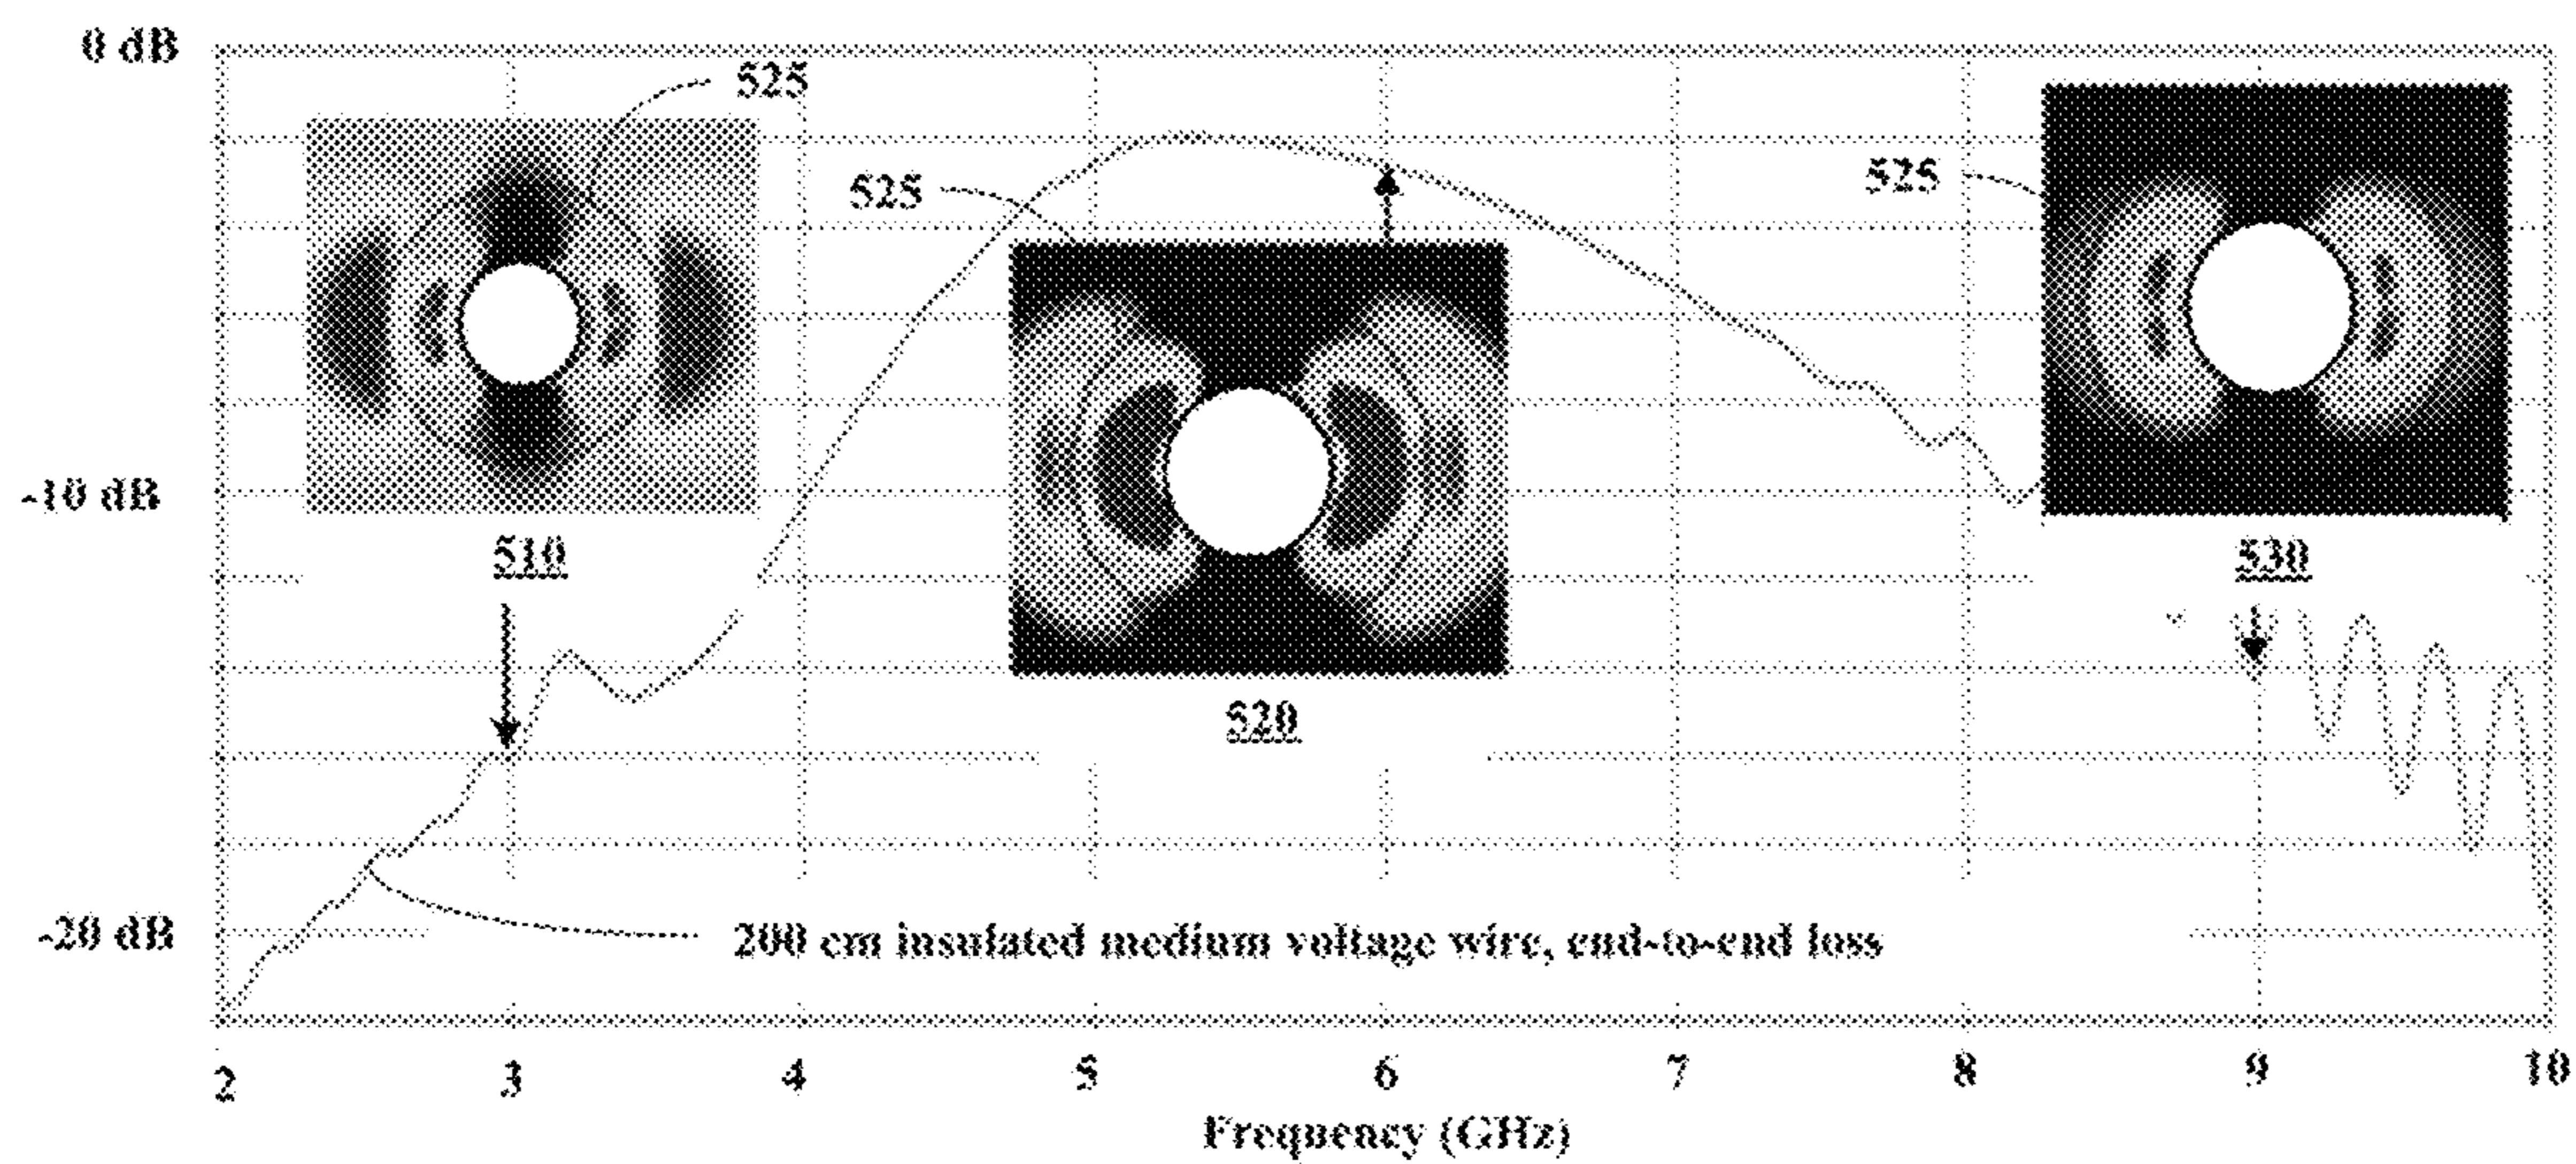 0 dB
525
525
525
-10 dB
510
530
520
-20 dB
200 cm insulated medium voltage wire, end-to-end loss
2 3 4 5 6 7 8 9 10
Frequency (GHz)